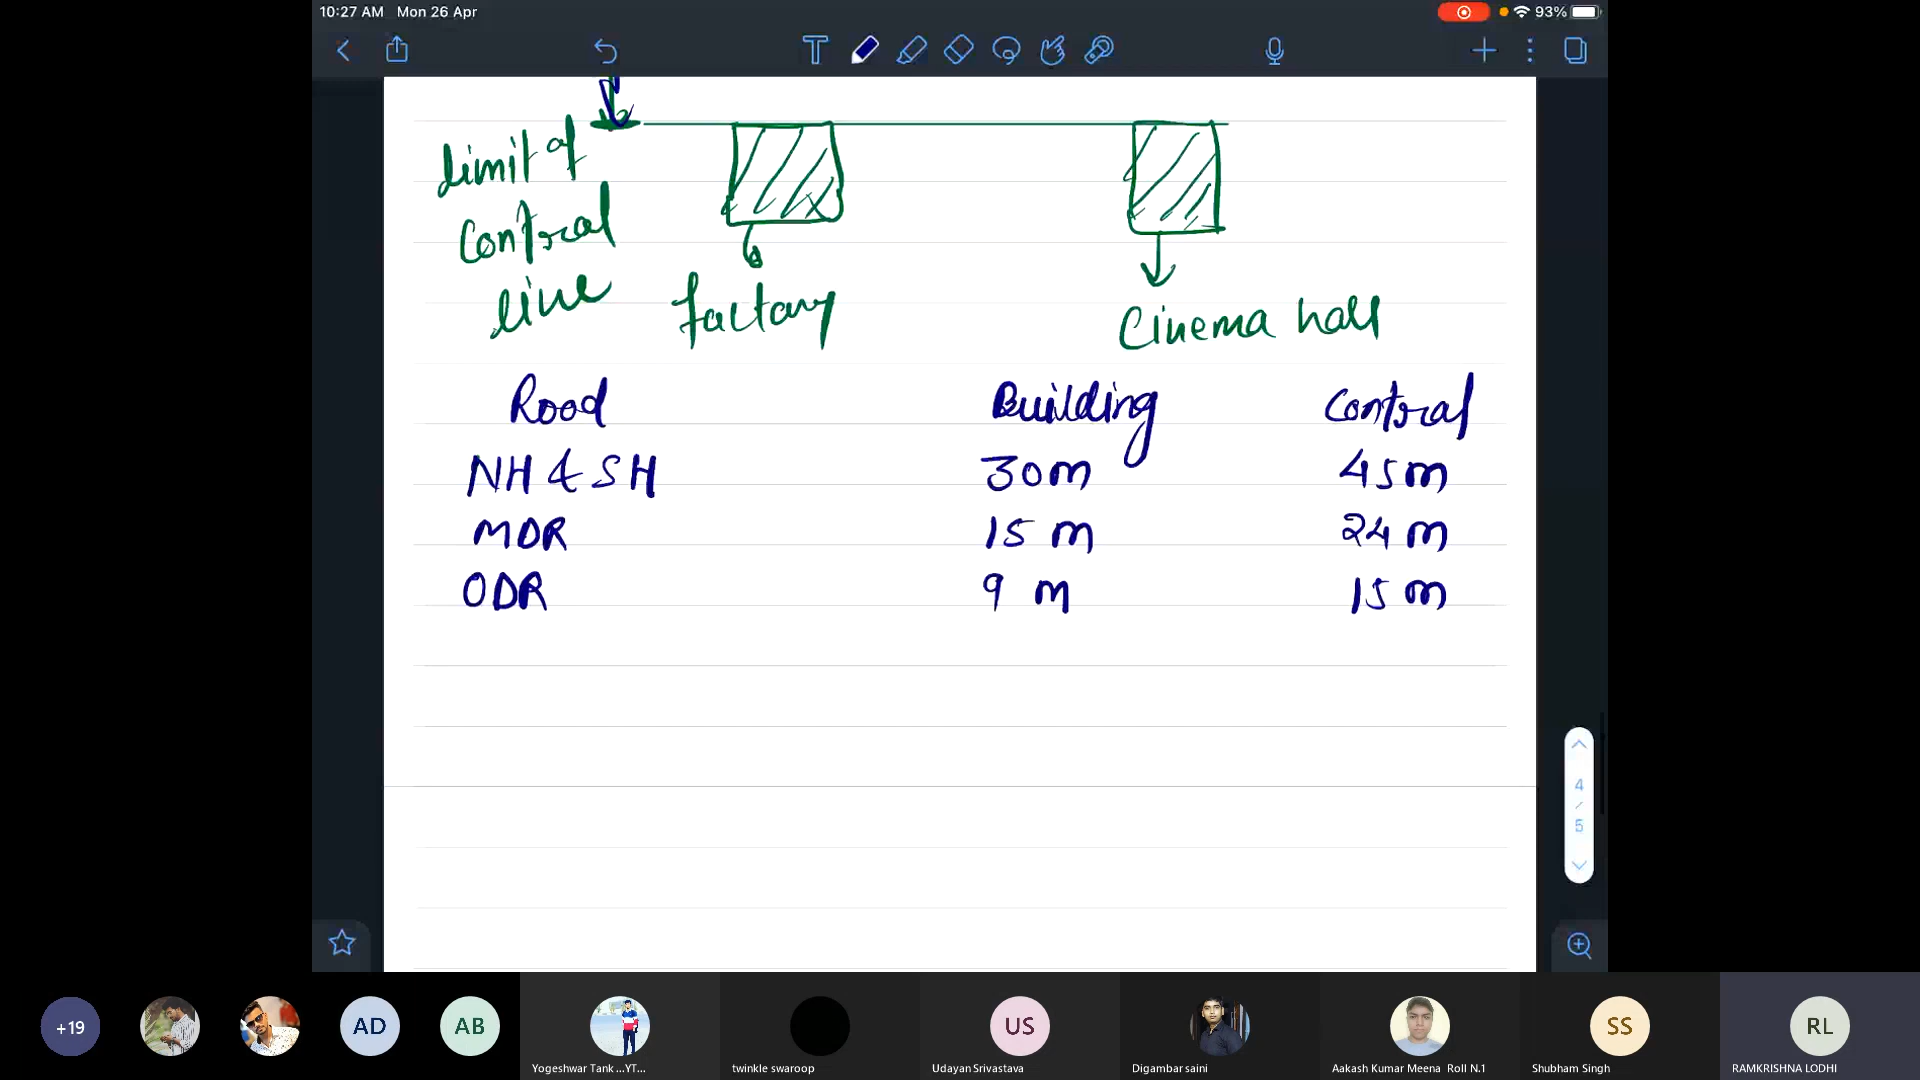 10:27 AM Mon 26 Apr
93%
limit of
Control
line
factory
Cinema hall
Road Building Control
NH & SH 30m 45m
MDR 15 m 24 m
ODR 9 m 15 m
4
/
5
+19
AD
AB
US
SS
RL
Yogeshwar Tank ...YT...
twinkle swaroop
Udayan Srivastava
Digambar saini
Aakash Kumar Meena Roll N.1
Shubham Singh
RAMKRISHNA LODHI